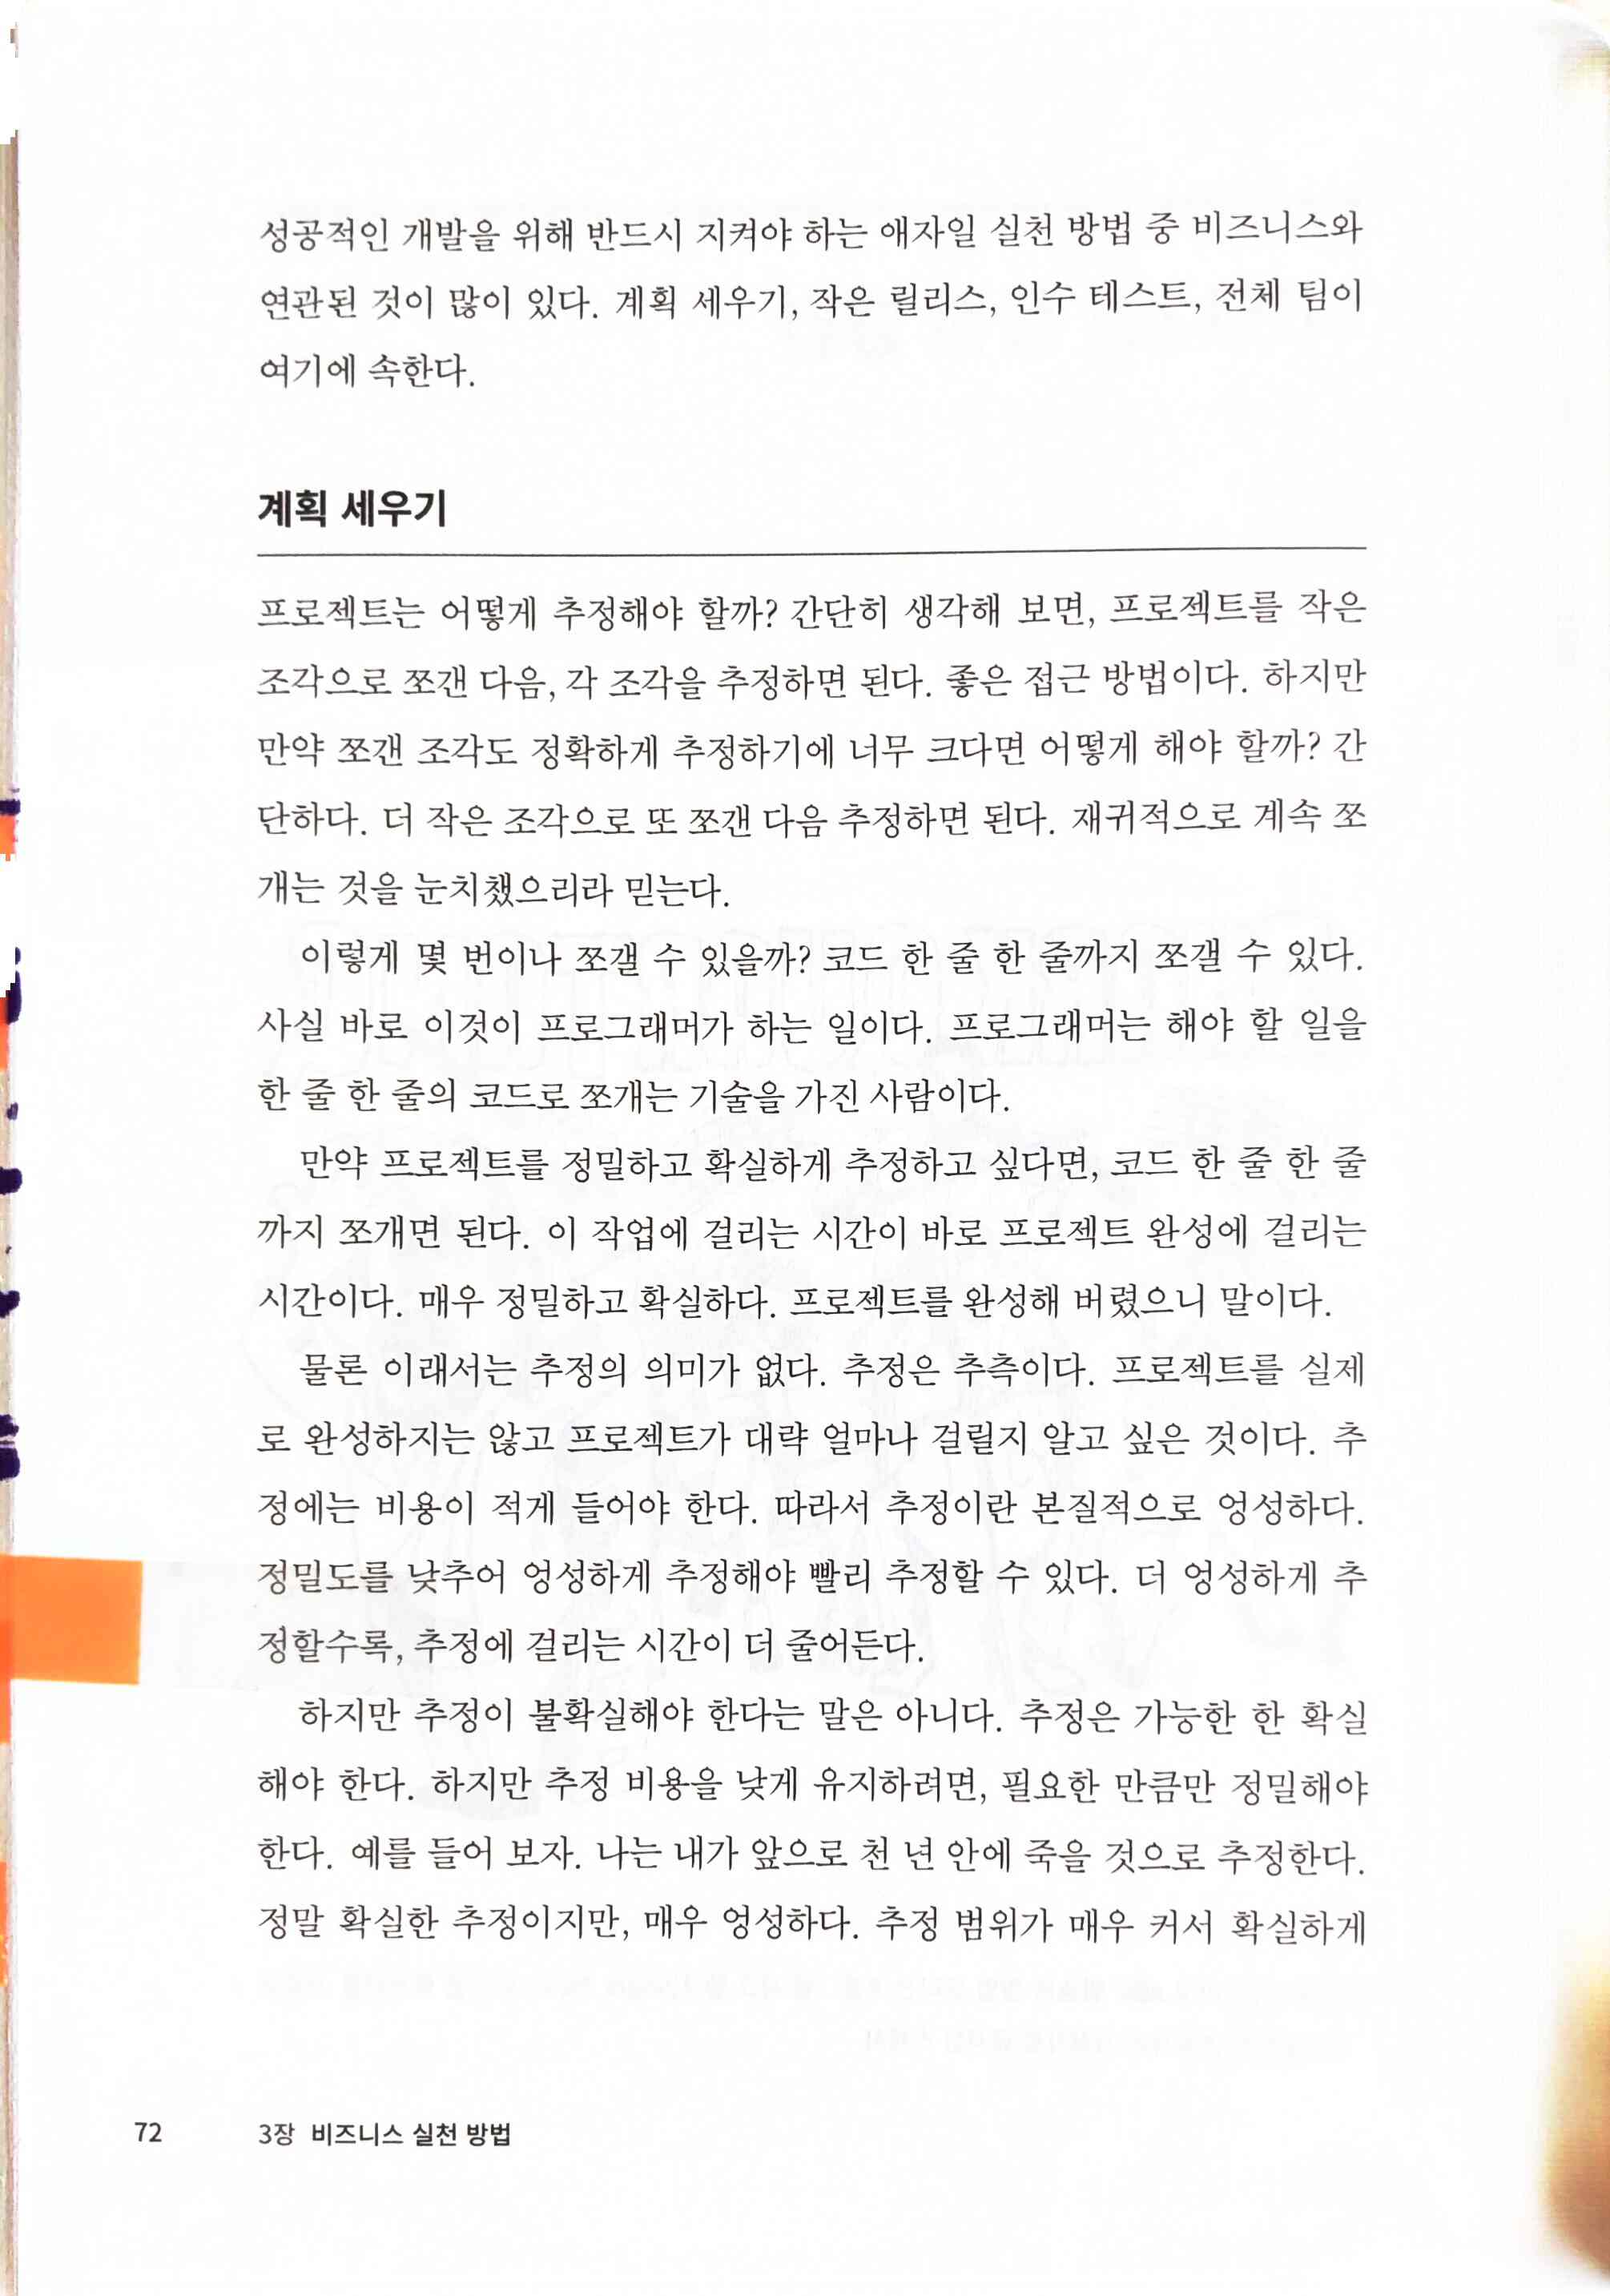 성공적인 개발을 위해 반드시 지켜야 하는 애자일 실천 방법 중 비즈니스와
연관된 것이 많이 있다. 계획 세우기, 작은 릴리스, 인수 테스트, 전체 팀이
여기에 속한다.
계획 세우기
프로젝트는 어떻게 추정해야 할까? 간단히 생각해 보면, 프로젝트를 작은
조각으로 쪼갠 다음, 각 조각을 추정하면 된다. 좋은 접근 방법이다. 하지만
만약 쪼갠 조각도 정확하게 추정하기에 너무 크다면 어떻게 해야 할까? 간
단하다. 더 작은 조각으로 또 쪼갠 다음 추정하면 된다. 재귀적으로 계속 쪼
개는 것을 눈치챘으리라 믿는다.
이렇게 몇 번이나 쪼갤 수 있을까? 코드 한 줄 한 줄까지 쪼갤 수 있다.
사실 바로 이것이 프로그래머가 하는 일이다. 프로그래머는 해야 할 일을
한 줄 한 줄의 코드로 쪼개는 기술을 가진 사람이다.
만약 프로젝트를 정밀하고 확실하게 추정하고 싶다면, 코드 한 줄 한 줄
까지 쪼개면 된다. 이 작업에 걸리는 시간이 바로 프로젝트 완성에 걸리는
시간이다. 매우 정밀하고 확실하다. 프로젝트를 완성해 버렸으니 말이다.
물론 이래서는 추정의 의미가 없다. 추정은 추측이다. 프로젝트를 실제
로 완성하지는 않고 프로젝트가 대략 얼마나 걸릴지 알고 싶은 것이다. 추
정에는 비용이 적게 들어야 한다. 따라서 추정이란 본질적으로 엉성하다.
정밀도를 낮추어 엉성하게 추정해야 빨리 추정할 수 있다. 더 엉성하게 추
정할수록, 추정에 걸리는 시간이 더 줄어든다.
하지만 추정이 불확실해야 한다는 말은 아니다. 추정은 가능한 한 확실
해야 한다. 하지만 추정 비용을 낮게 유지하려면, 필요한 만큼만 정밀해야
한다. 예를 들어 보자. 나는 내가 앞으로 천 년 안에 죽을 것으로 추정한다.
정말 확실한 추정이지만, 매우 엉성하다. 추정 범위가 매우 커서 확실하게
72 3장 비즈니스 실천 방법